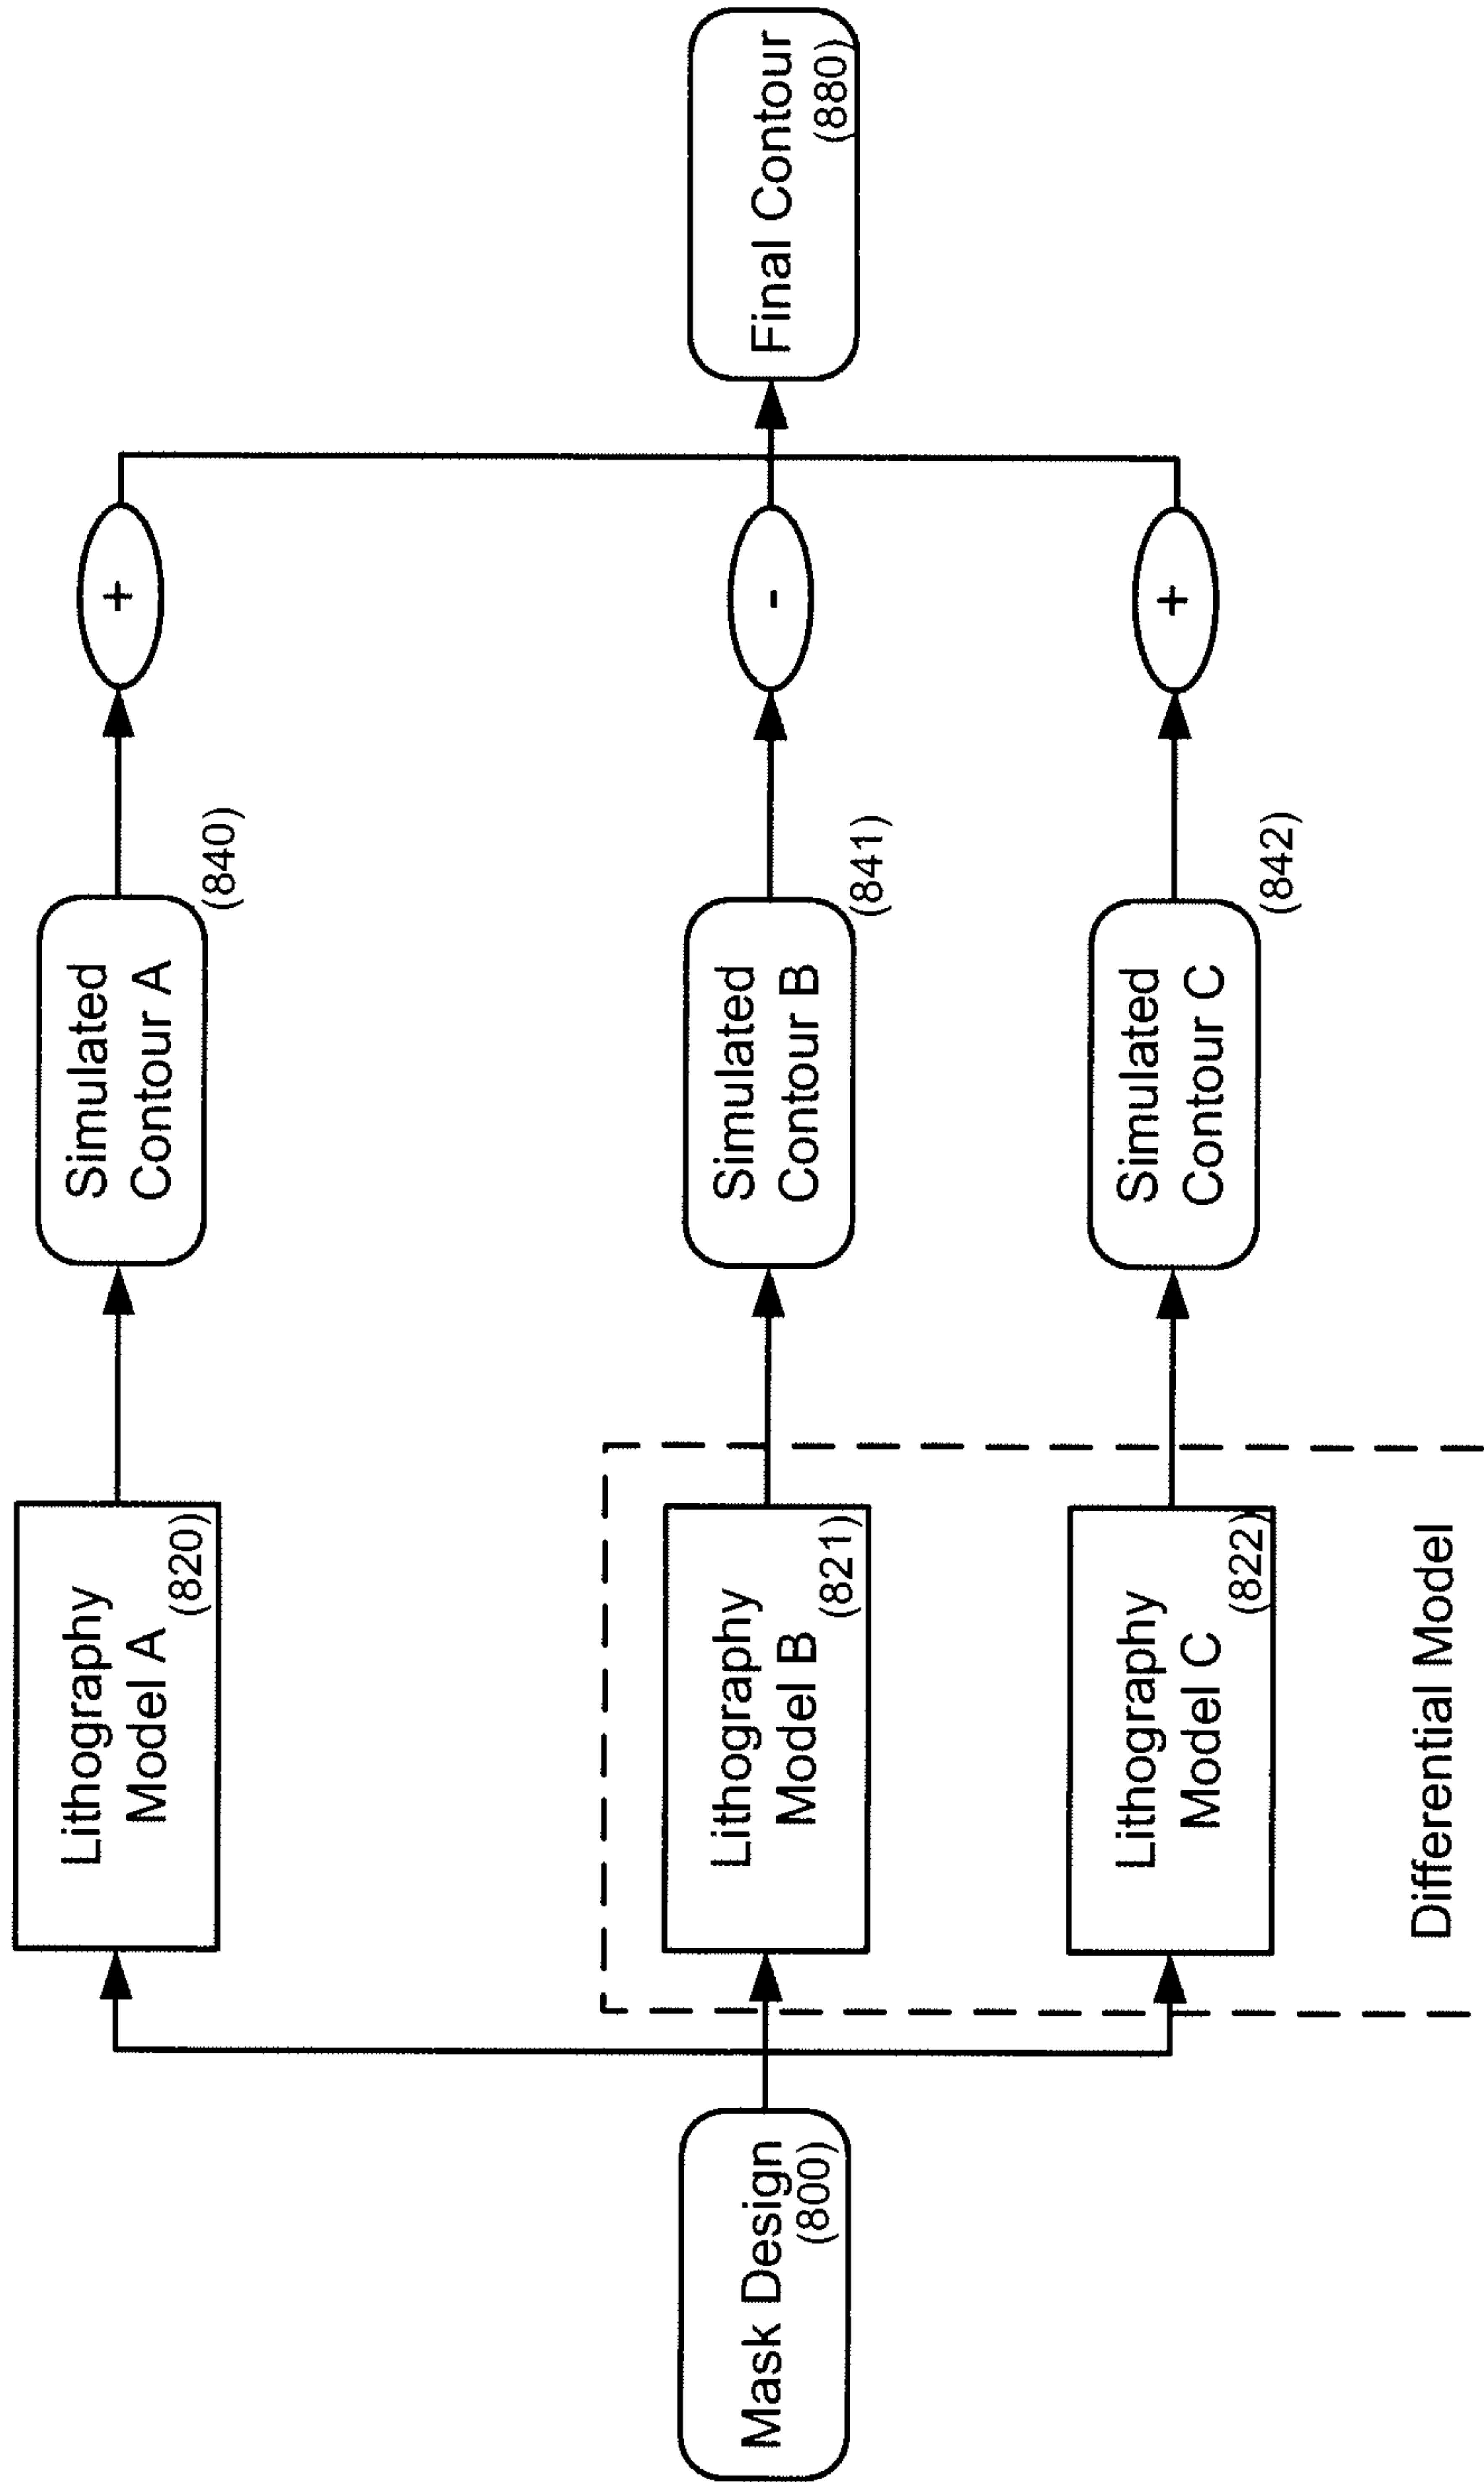 Mask Design
(800)
Lithography
Model A
(820)
Lithography
Model B
(821)
Lithography
Model C
(822)
Differential Model
Simulated
Contour A
(840)
Simulated
Contour B
(841)
Simulated
Contour C
(842)
+
-
+
Final Contour
(880)